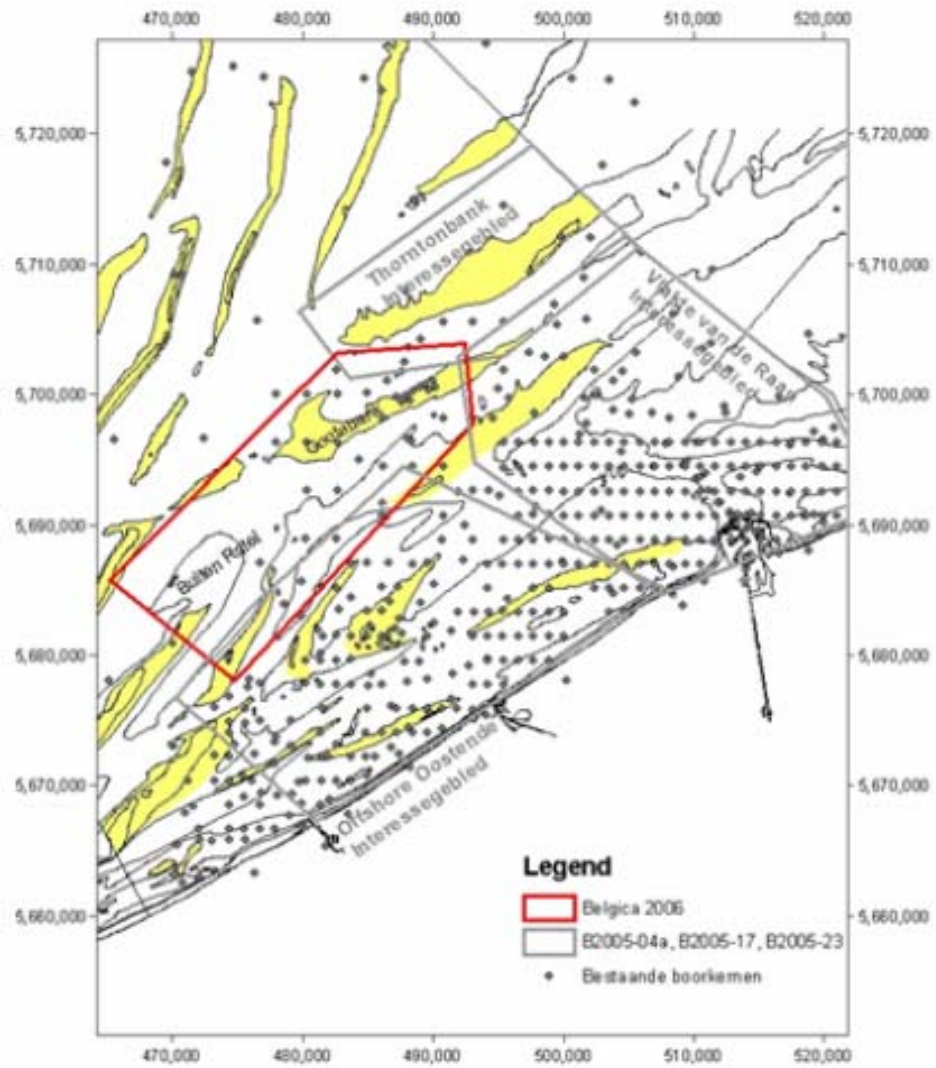 470,000 480,000 490,000 500,000 510,000 520,000
5,720,000 5,720,000
5,710,000 5,710,000
5,700,000 5,700,000
5,690,000 5,690,000
5,680,000 5,680,000
5,670,000 5,670,000
5,660,000 5,660,000
Thorntonbank
Interessegebied
Vlakte van de Raan
Interessegebied
Buiten Ratel
Offshore Oostende
Interessegebied
Legend
Belgica 2006
B2005-04a, B2005-17, B2005-23
Bestaande boorkernen
470,000 480,000 490,000 500,000 510,000 520,000